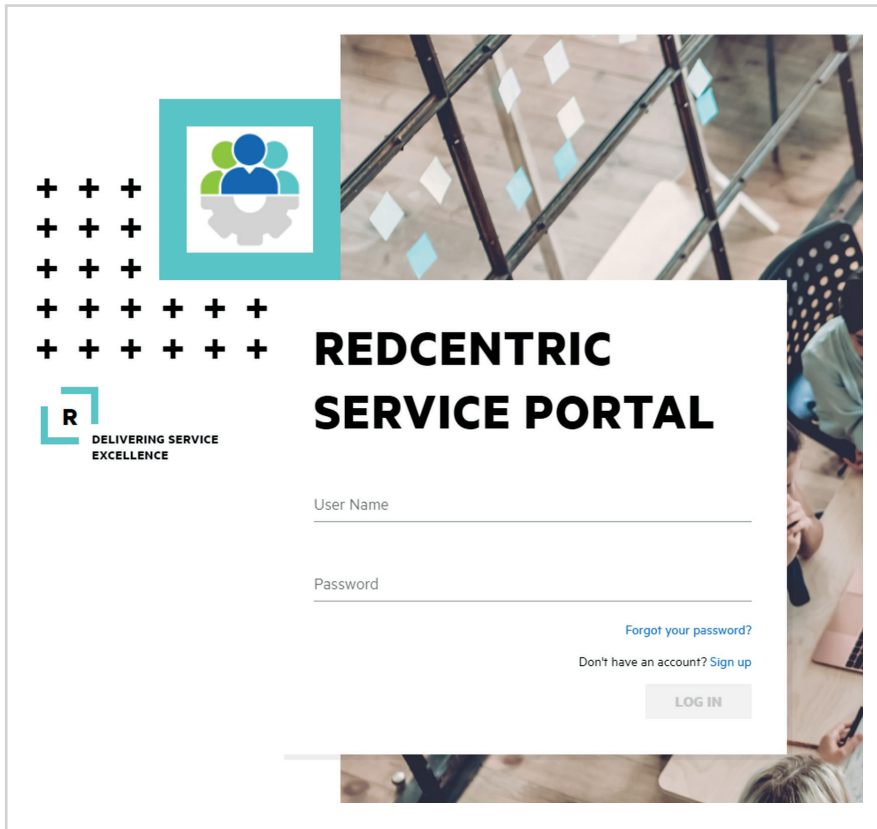 REDCENTRIC
SERVICE PORTAL
R
DELIVERING SERVICE
EXCELLENCE
User Name
Password
Forgot your password?
Don't have an account? Sign up
LOG IN